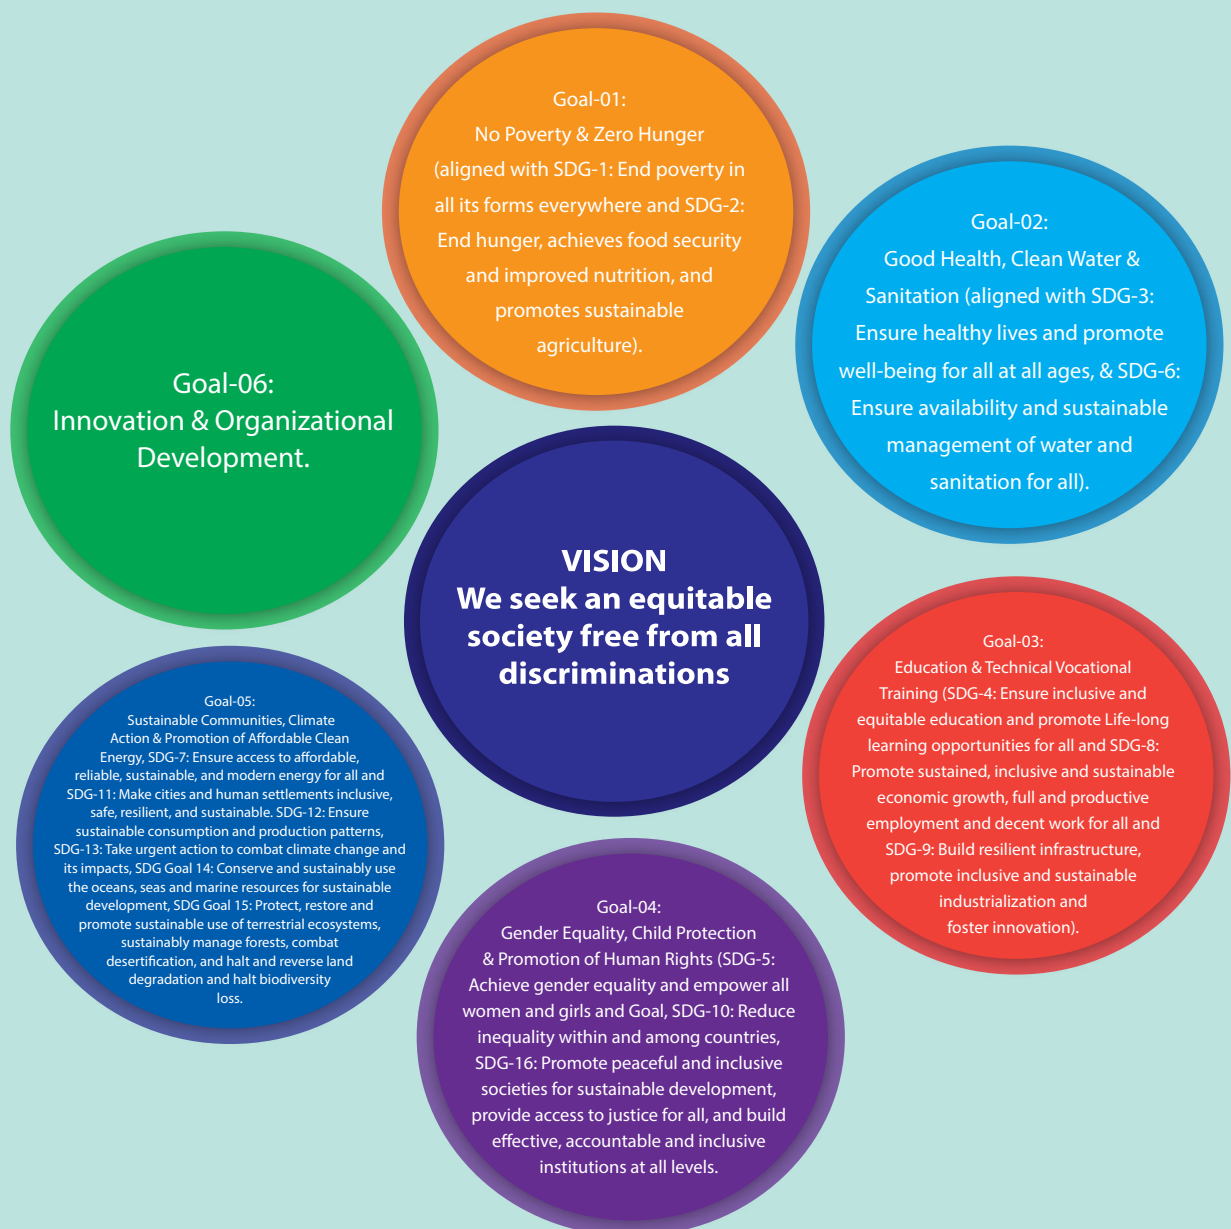 Goal-01:
No Poverty & Zero Hunger
(aligned with SDG-1: End poverty in
all its forms everywhere and SDG-2:
End hunger, achieves food security
and improved nutrition, and
promotes sustainable
agriculture).
Goal-02:
Good Health, Clean Water &
Sanitation (aligned with SDG-3:
Ensure healthy lives and promote
well-being for all at all ages, & SDG-6:
Ensure availability and sustainable
management of water and
sanitation for all).
Goal-03:
Education & Technical Vocational
Training (SDG-4: Ensure inclusive and
equitable education and promote Life-long
learning opportunities for all and SDG-8:
Promote sustained, inclusive and sustainable
economic growth, full and productive
employment and decent work for all and
SDG-9: Build resilient infrastructure,
promote inclusive and sustainable
industrialization and
foster innovation).
Goal-04:
Gender Equality, Child Protection
& Promotion of Human Rights (SDG-5:
Achieve gender equality and empower all
women and girls and Goal, SDG-10: Reduce
inequality within and among countries,
SDG-16: Promote peaceful and inclusive
societies for sustainable development,
provide access to justice for all, and build
effective, accountable and inclusive
institutions at all levels.
Goal-05:
Sustainable Communities, Climate
Action & Promotion of Affordable Clean
Energy, SDG-7: Ensure access to affordable,
reliable, sustainable, and modern energy for all and
SDG-11: Make cities and human settlements inclusive,
safe, resilient, and sustainable. SDG-12: Ensure
sustainable consumption and production patterns,
SDG-13: Take urgent action to combat climate change and
its impacts, SDG Goal 14: Conserve and sustainably use
the oceans, seas and marine resources for sustainable
development, SDG Goal 15: Protect, restore and
promote sustainable use of terrestrial ecosystems,
sustainably manage forests, combat
desertification, and halt and reverse land
degradation and halt biodiversity
loss.
Goal-06:
Innovation & Organizational
Development.
VISION
We seek an equitable
society free from all
discriminations